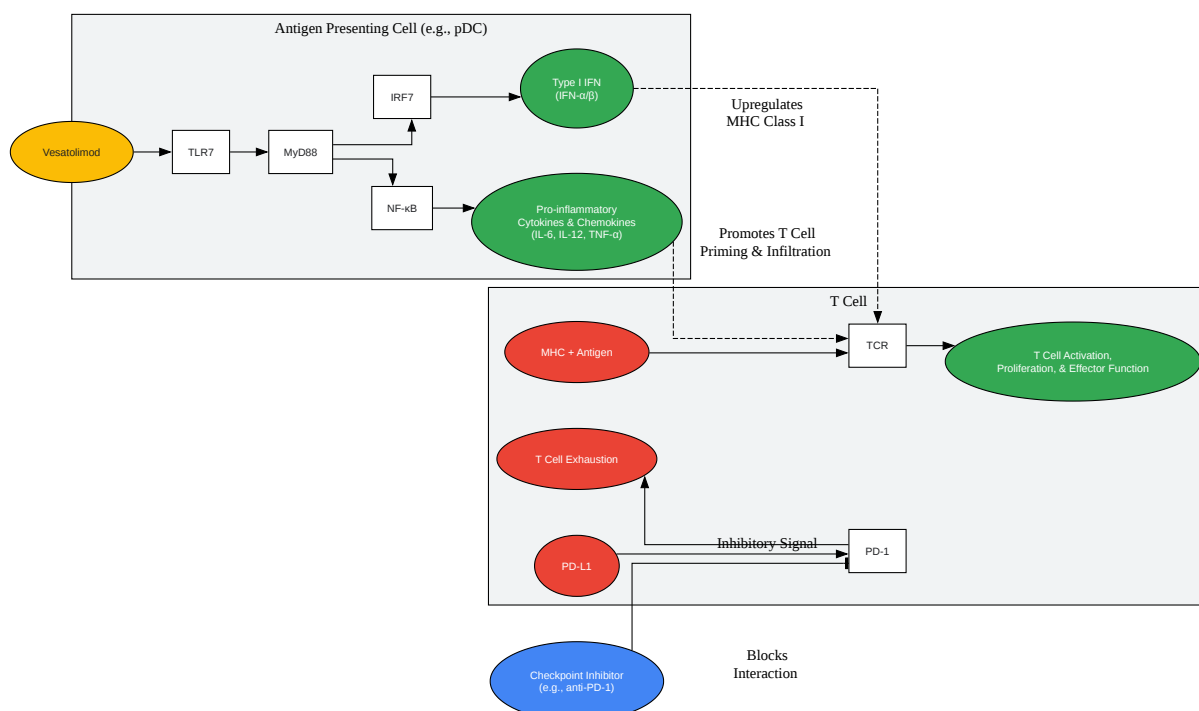 Antigen Presenting Cell (e.g., pDC)
Type I IFN
(IFN-α/β)
IRF7
Upregulates
MHC Class I
Vesatolimod
TLR7
MyD88
NF-κB
Pro-inflammatory
Cytokines & Chemokines
(IL-6, IL-12, TNF-α)
Promotes T Cell
Priming & Infiltration
T Cell
MHC + Antigen
TCR
T Cell Activation,
Proliferation, & Effector Function
T Cell Exhaustion
Inhibitory Signal
PD-L1
PD-1
Checkpoint Inhibitor
(e.g., anti-PD-1)
Blocks
Interaction